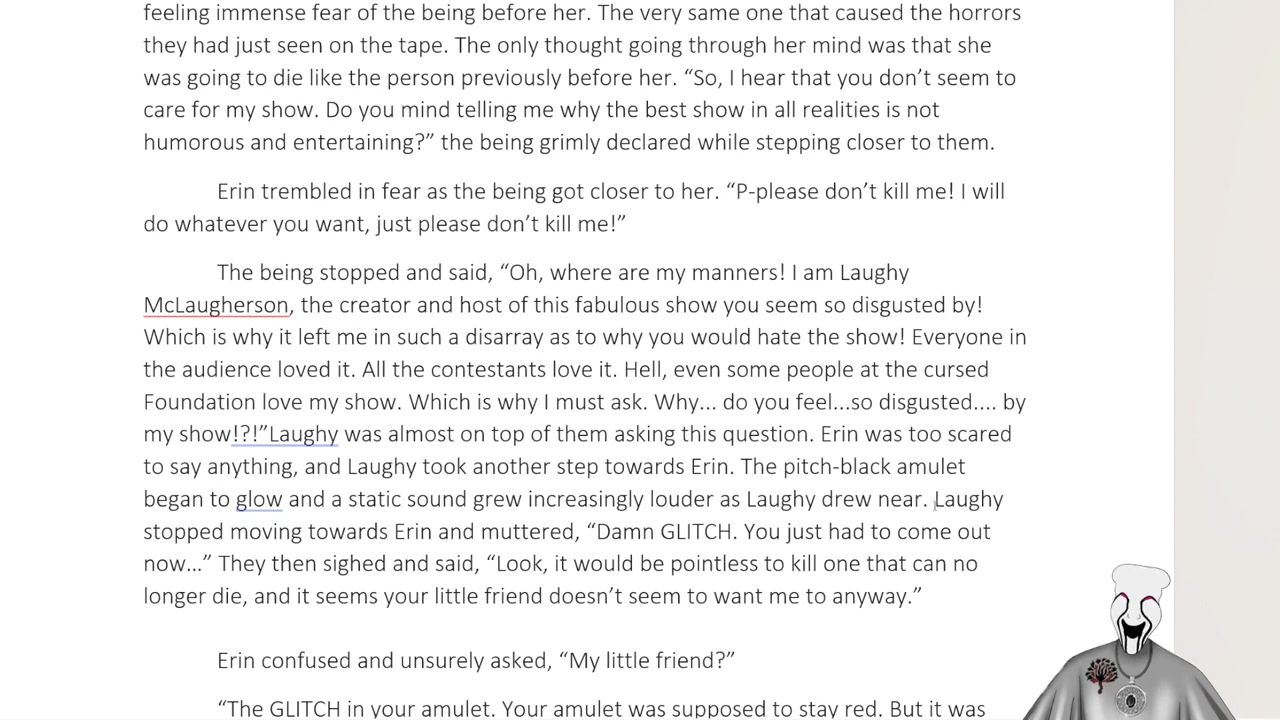 feeling immense fear of the being before her. The very same one that caused the horrors
they had just seen on the tape. The only thought going through her mind was that she
was going to die like the person previously before her. “So, I hear that you don’t seem to
care for my show. Do you mind telling me why the best show in all realities is not
humorous and entertaining?” the being grimly declared while stepping closer to them.
Erin trembled in fear as the being got closer to her. “P-please don’t kill me! I will
do whatever you want, just please don’t kill me!”
The being stopped and said, “Oh, where are my manners! I am Laughy
McLaugherson, the creator and host of this fabulous show you seem so disgusted by!
Which is why it left me in such a disarray as to why you would hate the show! Everyone in
the audience loved it. All the contestants love it. Hell, even some people at the cursed
Foundation love my show. Which is why I must ask. Why... do you feel...so disgusted.... by
my show!?!”Laughy was almost on top of them asking this question. Erin was too scared
to say anything, and Laughy took another step towards Erin. The pitch-black amulet
began to glow and a static sound grew increasingly louder as Laughy drew near. Laughy
stopped moving towards Erin and muttered, “Damn GLITCH. You just had to come out
now...” They then sighed and said, “Look, it would be pointless to kill one that can no
longer die, and it seems your little friend doesn’t seem to want me to anyway.”
Erin confused and unsurely asked, “My little friend?”
“The GLITCH in your amulet. Your amulet was supposed to stay red. But it was